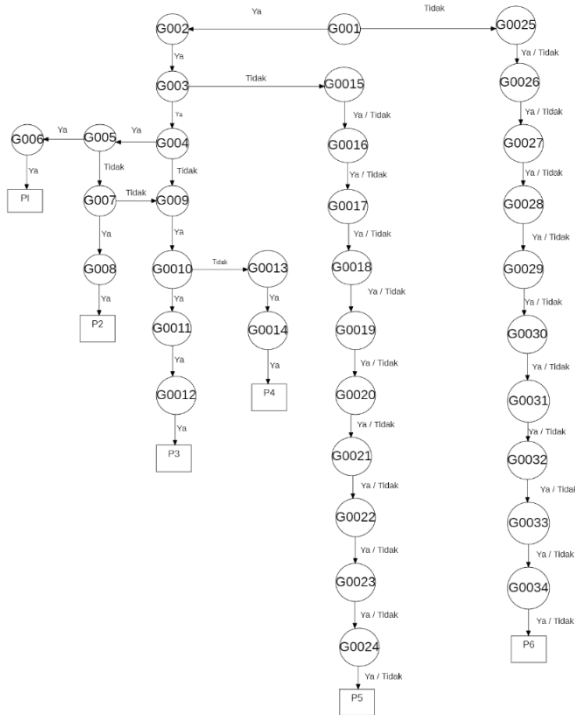 G002 Ya G001 Tidak G0025
Ya Ya / Tidak
G003 Tidak G0015 G0026
Ya Ya / Tidak Ya / Tidak
G006 Ya G005 Ya G004 G0016 G0027
Ya Tidak Tidak Ya / Tidak Ya / Tidak
P1 G007 Tidak G009 G0017 G0028
Ya Ya Ya / Tidak Ya / Tidak
G008 G0010 Tidak G0013 G0018 G0029
Ya Ya Ya Ya / Tidak Ya / Tidak
P2 G0011 G0014 G0019 G0030
Ya Ya Ya / Tidak Ya / Tidak
G0012 P4 G0020 G0031
Ya Ya / Tidak Ya / Tidak
P3 G0021 G0032
Ya / Tidak Ya / Tidak
G0022 G0033
Ya / Tidak Ya / Tidak
G0023 G0034
Ya / Tidak Ya / Tidak
G0024 P6
Ya / Tidak
P5